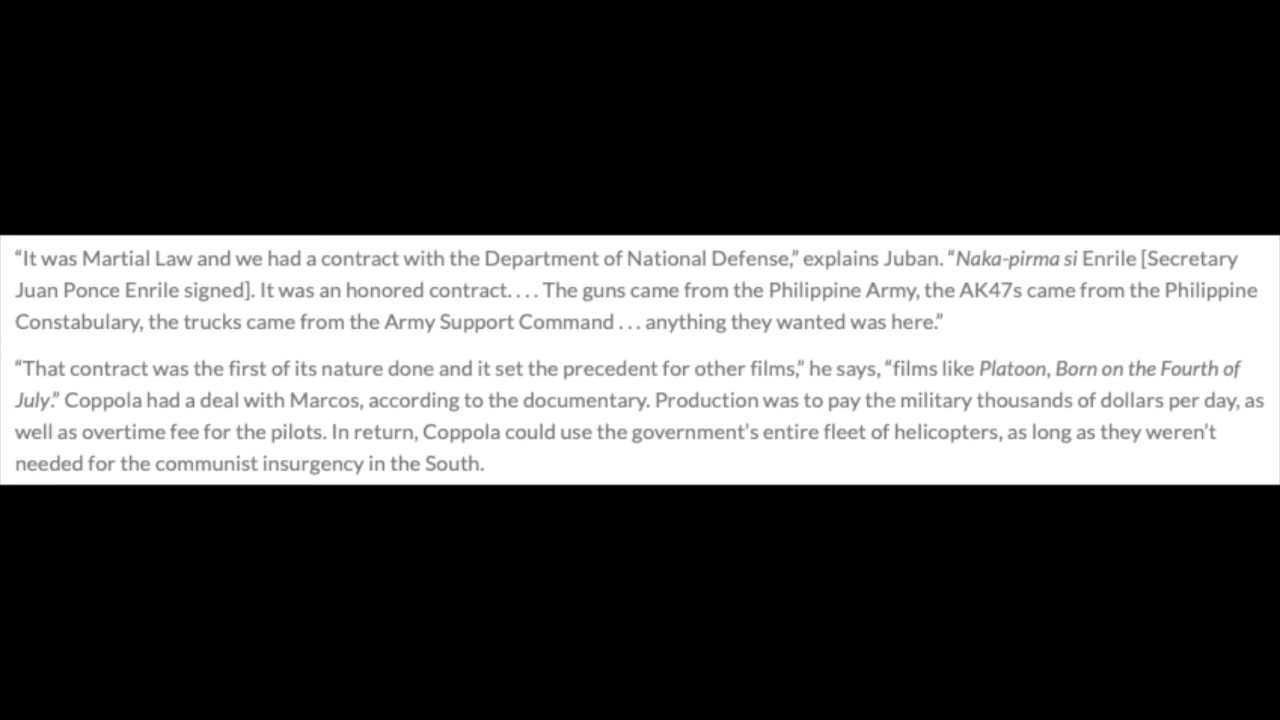 “It was Martial Law and we had a contract with the Department of National Defense,” explains Juban. “Naka-pirma si Enrile [Secretary
Juan Ponce Enrile signed]. It was an honored contract. . . . The guns came from the Philippine Army, the AK47s came from the Philippine
Constabulary, the trucks came from the Army Support Command . . . anything they wanted was here.”
“That contract was the first of its nature done and it set the precedent for other films,” he says, “films like Platoon, Born on the Fourth of
July.” Coppola had a deal with Marcos, according to the documentary. Production was to pay the military thousands of dollars per day, as
well as overtime fee for the pilots. In return, Coppola could use the government’s entire fleet of helicopters, as long as they weren’t
needed for the communist insurgency in the South.